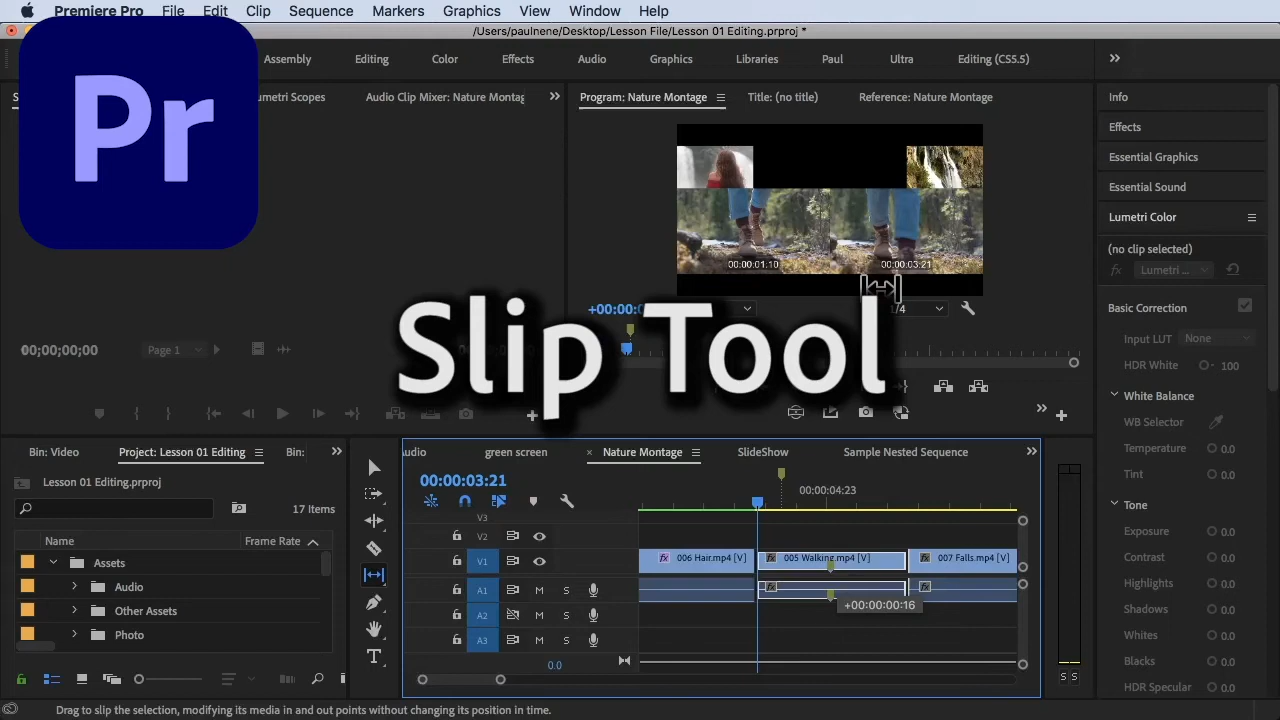 Premiere Pro File Edit Clip Sequence Markers Graphics View Window Help
/Users/paulnene/Desktop/Lesson File/Lesson 01 Editing.prproj *
Pr
Assembly Editing Color Effects Audio Graphics Libraries Paul Ultra Editing (CS5.5)
Audio Clip Mixer: Nature Montag
Program: Nature Montage Title: (no title) Reference: Nature Montage
Info
Effects
Essential Graphics
Essential Sound
Lumetri Color
(no clip selected)
fx Lumetri ...
Basic Correction
Input LUT None
HDR White 100
White Balance
WB Selector
Temperature 0.0
Tint 0.0
Tone
Exposure 0.0
Contrast 0.0
Highlights 0.0
Shadows 0.0
Whites 0.0
Blacks 0.0
HDR Specular 0.0
00:00:01:10 00:00:03:21
1/4
Slip Tool
00;00;00;00 Page 1
Bin: Video Project: Lesson 01 Editing Bin:
Lesson 01 Editing.prproj
17 Items
Name Frame Rate
Assets
Audio
Other Assets
Photo
green screen × Nature Montage SlideShow Sample Nested Sequence
00:00:03:21
00:00:04:23
V3
V2
V1 fx 006 Hair.mp4 [V] fx 005 Walking.mp4 [V] fx 007 Falls.mp4 [V]
A1 M S fx fx
+00:00:00:16
A2 M S
A3 M S
0.0
S S
Drag to slip the selection, modifying its media in and out points without changing its position in time.